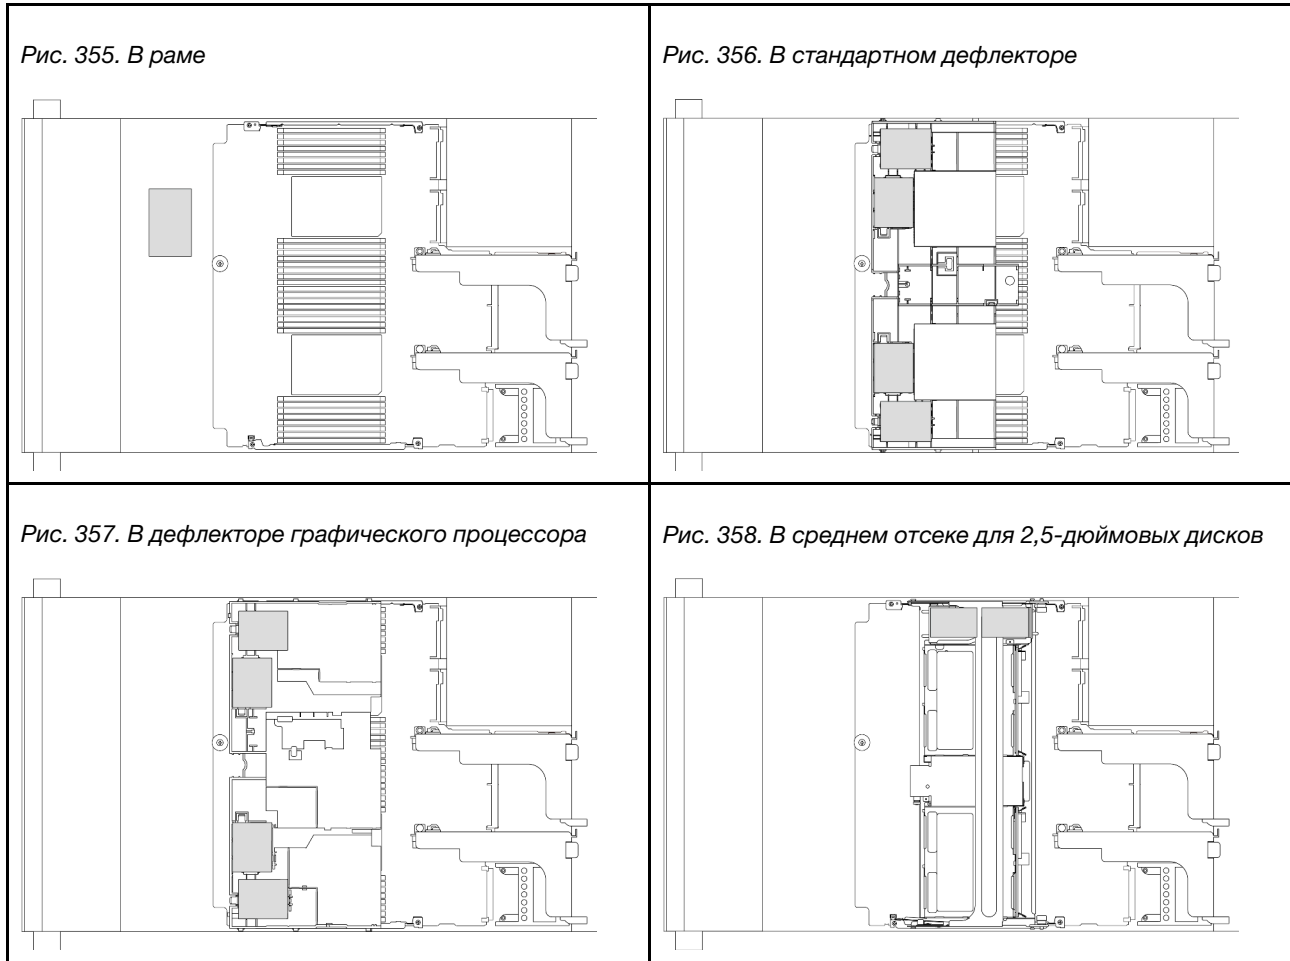 Рис. 355. В раме
Рис. 356. В стандартном дефлекторе
Рис. 357. В дефлекторе графического процессора
Рис. 358. В среднем отсеке для 2,5-дюймовых дисков